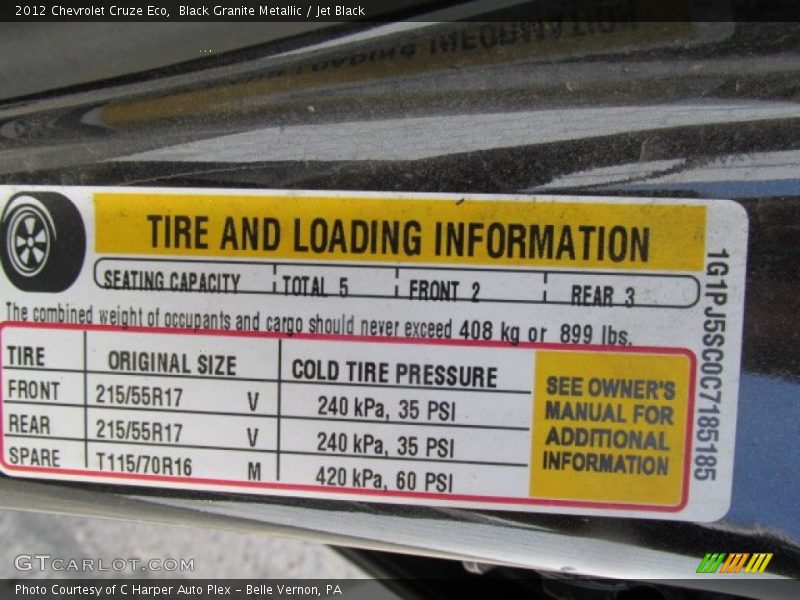 2012 Chevrolet Cruze Eco,  Black Granite Metallic / Jet Black
TIRE AND LOADING INFORMATION
SEATING CAPACITY TOTAL 5 FRONT 2 REAR 3
The combined weight of occupants and cargo should never exceed 408 kg or 899 lbs.
TIRE ORIGINAL SIZE COLD TIRE PRESSURE
FRONT 215/55R17 V 240 kPa, 35 PSI
REAR 215/55R17 V 240 kPa, 35 PSI
SPARE T115/70R16 M 420 kPa, 60 PSI
SEE OWNER'S
MANUAL FOR
ADDITIONAL
INFORMATION
1G1PJ5SC0C7185185
GTCARLOT.COM
Photo Courtesy of C Harper Auto Plex – Belle Vernon, PA